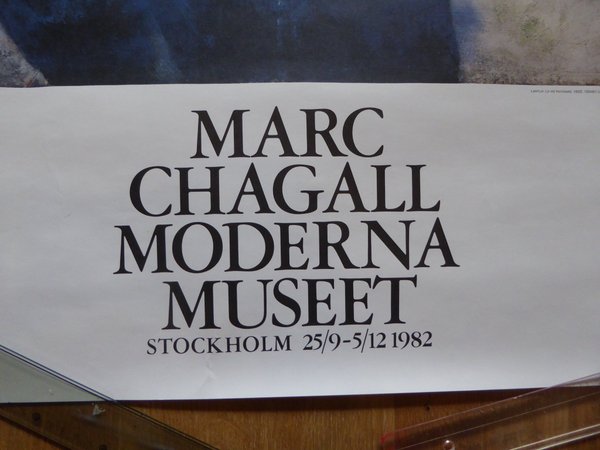 MARC
CHAGALL
MODERNA
MUSEET
STOCKHOLM 25/9-5/12 1982